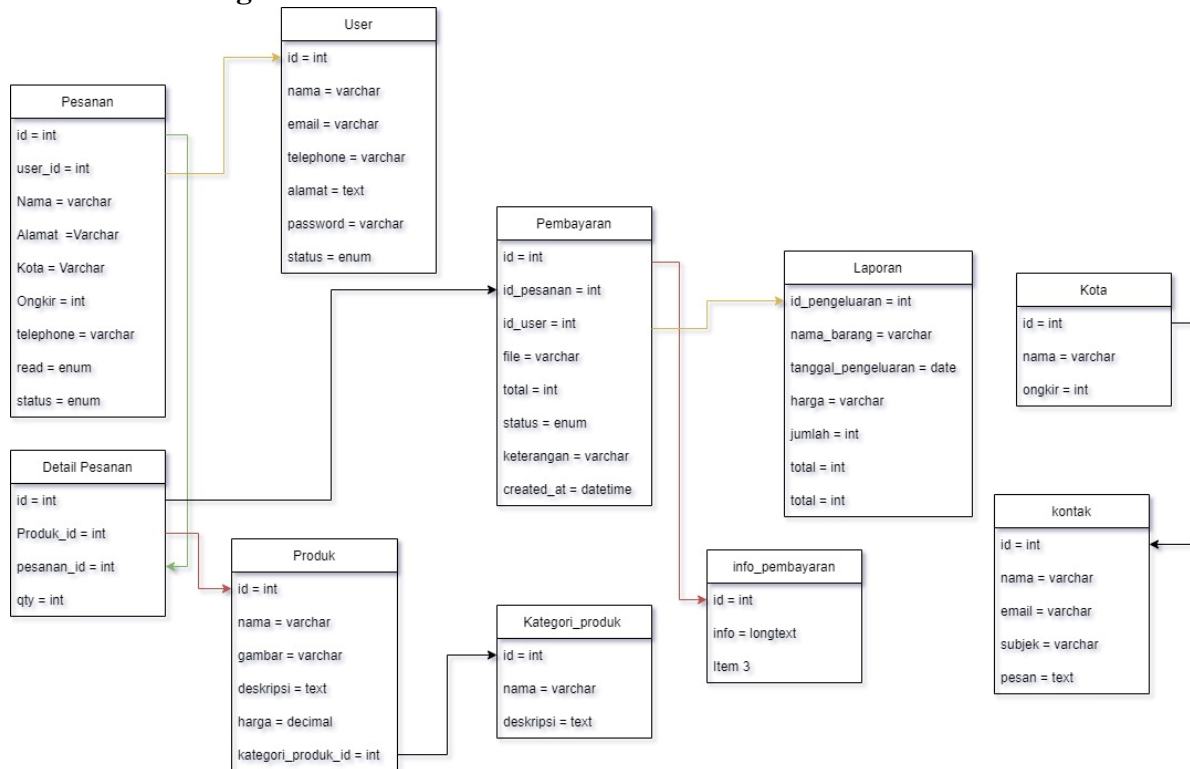 User
id = int
nama = varchar
email = varchar
telephone = varchar
alamat = text
password = varchar
status = enum
Pesanan
id = int
user_id = int
Nama = varchar
Alamat =Varchar
Kota = Varchar
Ongkir = int
telephone = varchar
read = enum
status = enum
Detail Pesanan
id = int
Produk_id = int
pesanan_id = int
qty = int
Produk
id = int
nama = varchar
gambar = varchar
deskripsi = text
harga = decimal
kategori_produk_id = int
Pembayaran
id = int
id_pesanan = int
id_user = int
file = varchar
total = int
status = enum
keterangan = varchar
created_at = datetime
Kategori_produk
id = int
nama = varchar
deskripsi = text
Laporan
id_pengeluaran = int
nama_barang = varchar
tanggal_pengeluaran = date
harga = varchar
jumlah = int
total = int
total = int
info_pembayaran
id = int
info = longtext
Item 3
Kota
id = int
nama = varchar
ongkir = int
kontak
id = int
nama = varchar
email = varchar
subjek = varchar
pesan = text